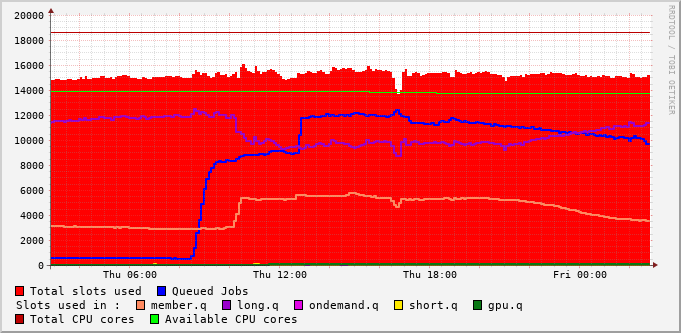 20000
18000
16000
14000
12000
10000
8000
6000
4000
2000
0
Thu 06:00 Thu 12:00 Thu 18:00 Fri 00:00
Total slots used Queued Jobs
Slots used in : member.q long.q ondemand.q short.q gpu.q
Total CPU cores Available CPU cores
RRDTOOL / TOBI OETIKER